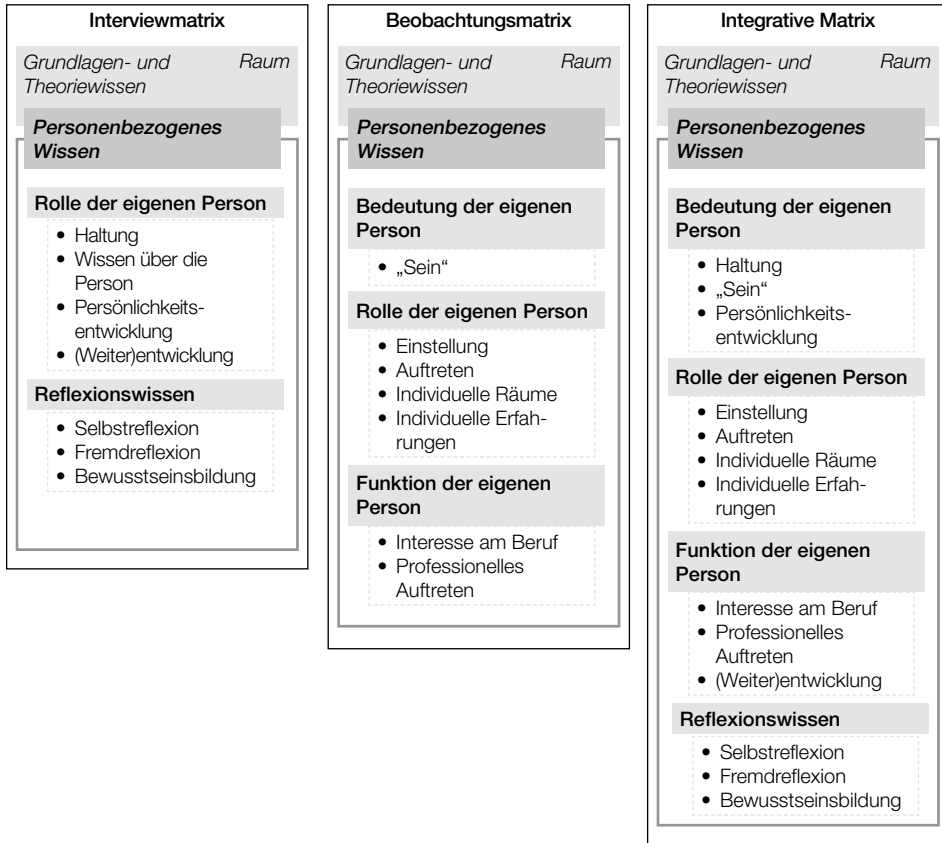 Interviewmatrix
Grundlagen- und Raum
Theoriewissen
Personenbezogenes
Wissen
Rolle der eigenen Person
• Haltung
• Wissen über die
Person
• Persönlichkeits-
entwicklung
• (Weiter)entwicklung
Reflexionswissen
• Selbstreflexion
• Fremdreflexion
• Bewusstseinsbildung
Beobachtungsmatrix
Grundlagen- und Raum
Theoriewissen
Personenbezogenes
Wissen
Bedeutung der eigenen
Person
• „Sein“
Rolle der eigenen Person
• Einstellung
• Auftreten
• Individuelle Räume
• Individuelle Erfah-
rungen
Funktion der eigenen
Person
• Interesse am Beruf
• Professionelles
Auftreten
Integrative Matrix
Grundlagen- und Raum
Theoriewissen
Personenbezogenes
Wissen
Bedeutung der eigenen
Person
• Haltung
• „Sein“
• Persönlichkeits-
entwicklung
Rolle der eigenen Person
• Einstellung
• Auftreten
• Individuelle Räume
• Individuelle Erfah-
rungen
Funktion der eigenen
Person
• Interesse am Beruf
• Professionelles
Auftreten
• (Weiter)entwicklung
Reflexionswissen
• Selbstreflexion
• Fremdreflexion
• Bewusstseinsbildung